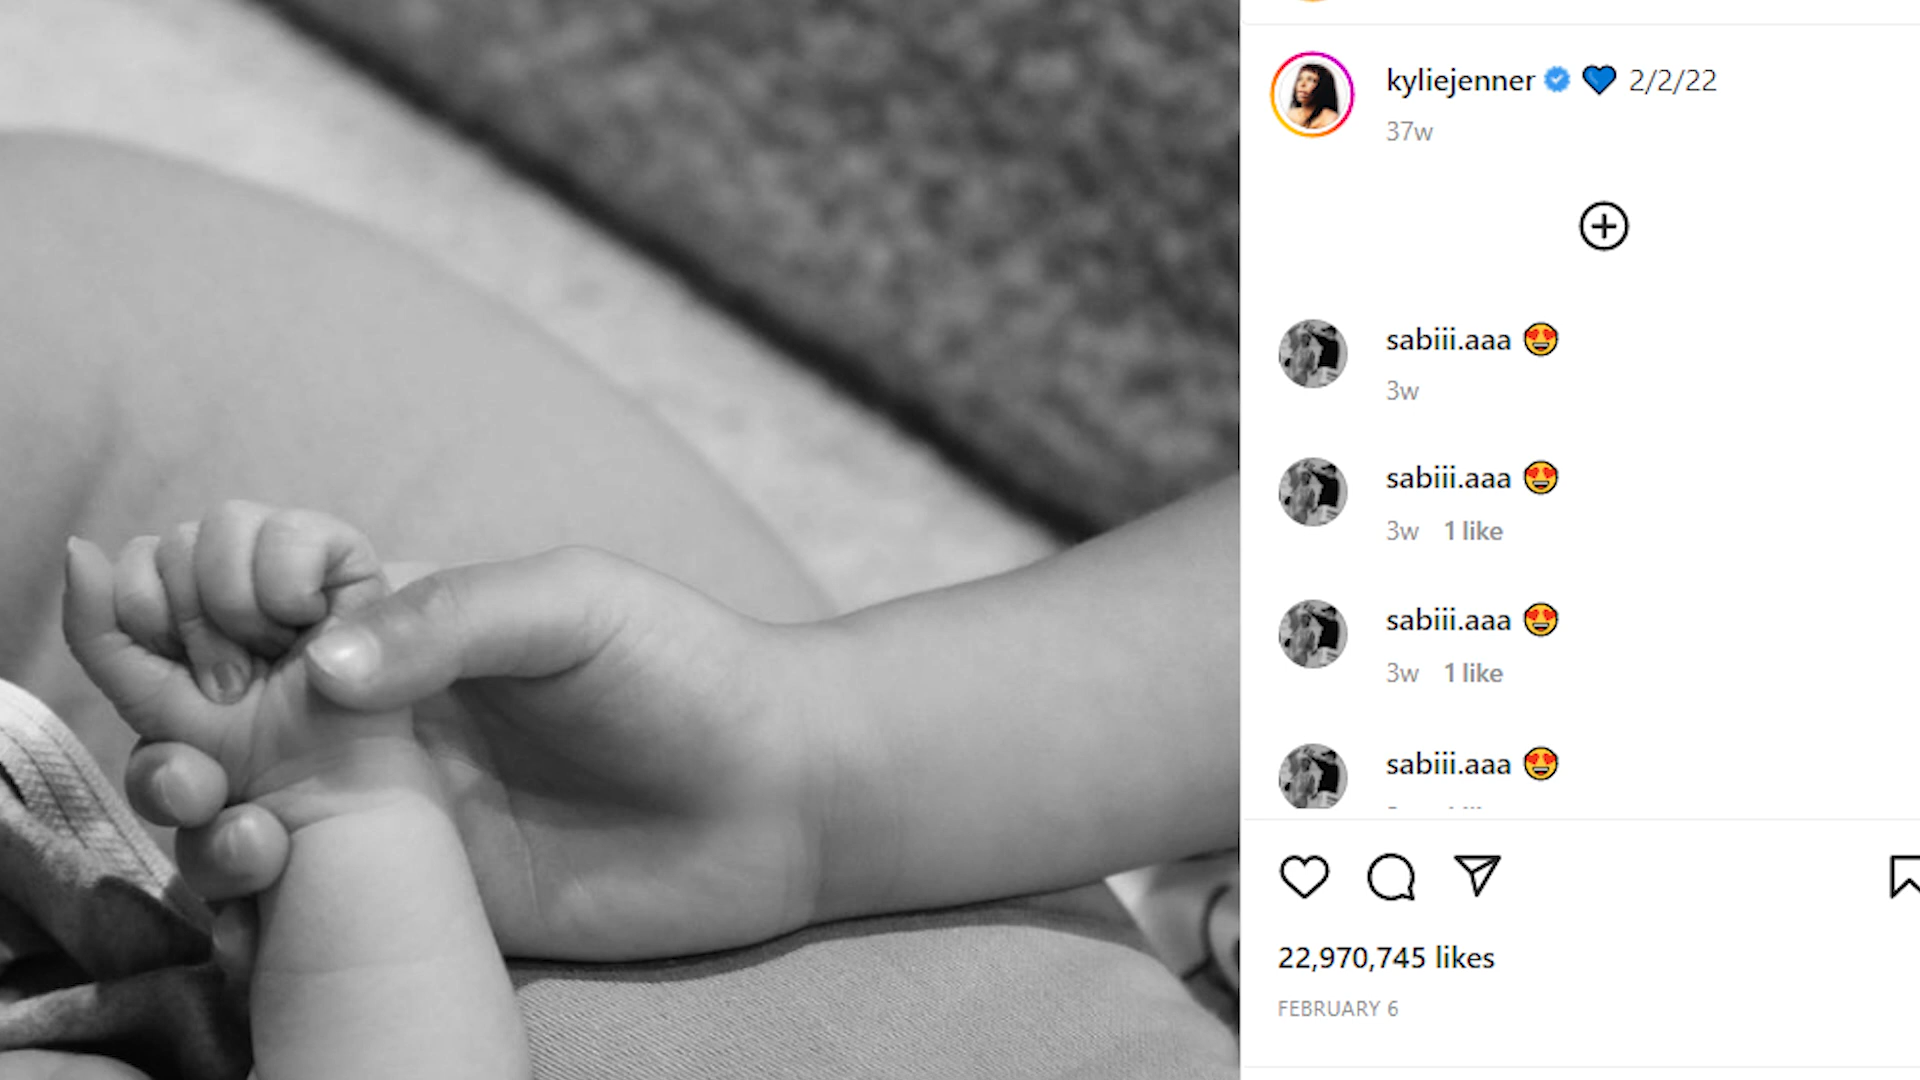 kyliejenner 💙 2/2/22
37w
sabiii.aaa 😍
3w
sabiii.aaa 😍
3w 1 like
sabiii.aaa 😍
3w 1 like
sabiii.aaa 😍
22,970,745 likes
FEBRUARY 6